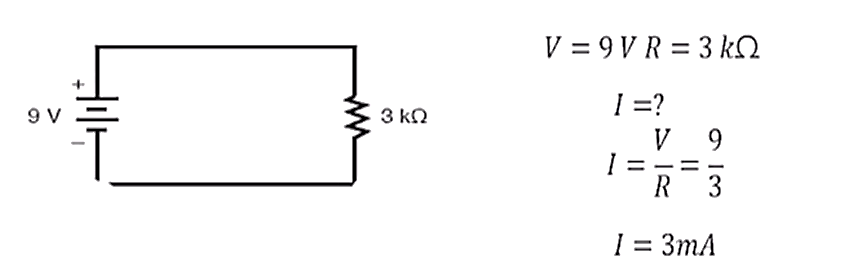 +
9 V
−
3 kΩ
V = 9 V R = 3 kΩ
I =?
I = V/R = 9/3
I = 3mA